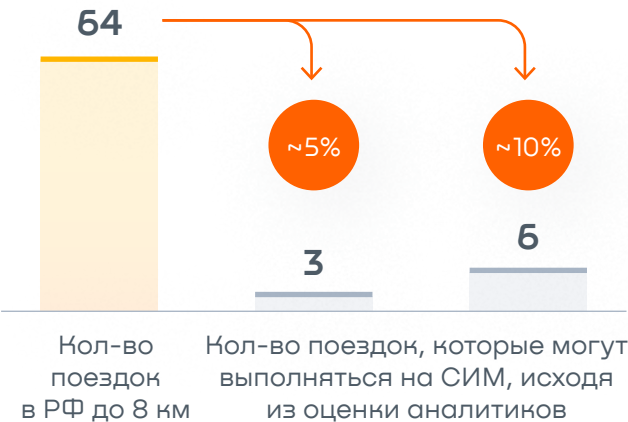 64
~5%
~10%
3
6
Кол-во
поездок
в РФ до 8 км
Кол-во поездок, которые могут
выполняться на СИМ, исходя
из оценки аналитиков